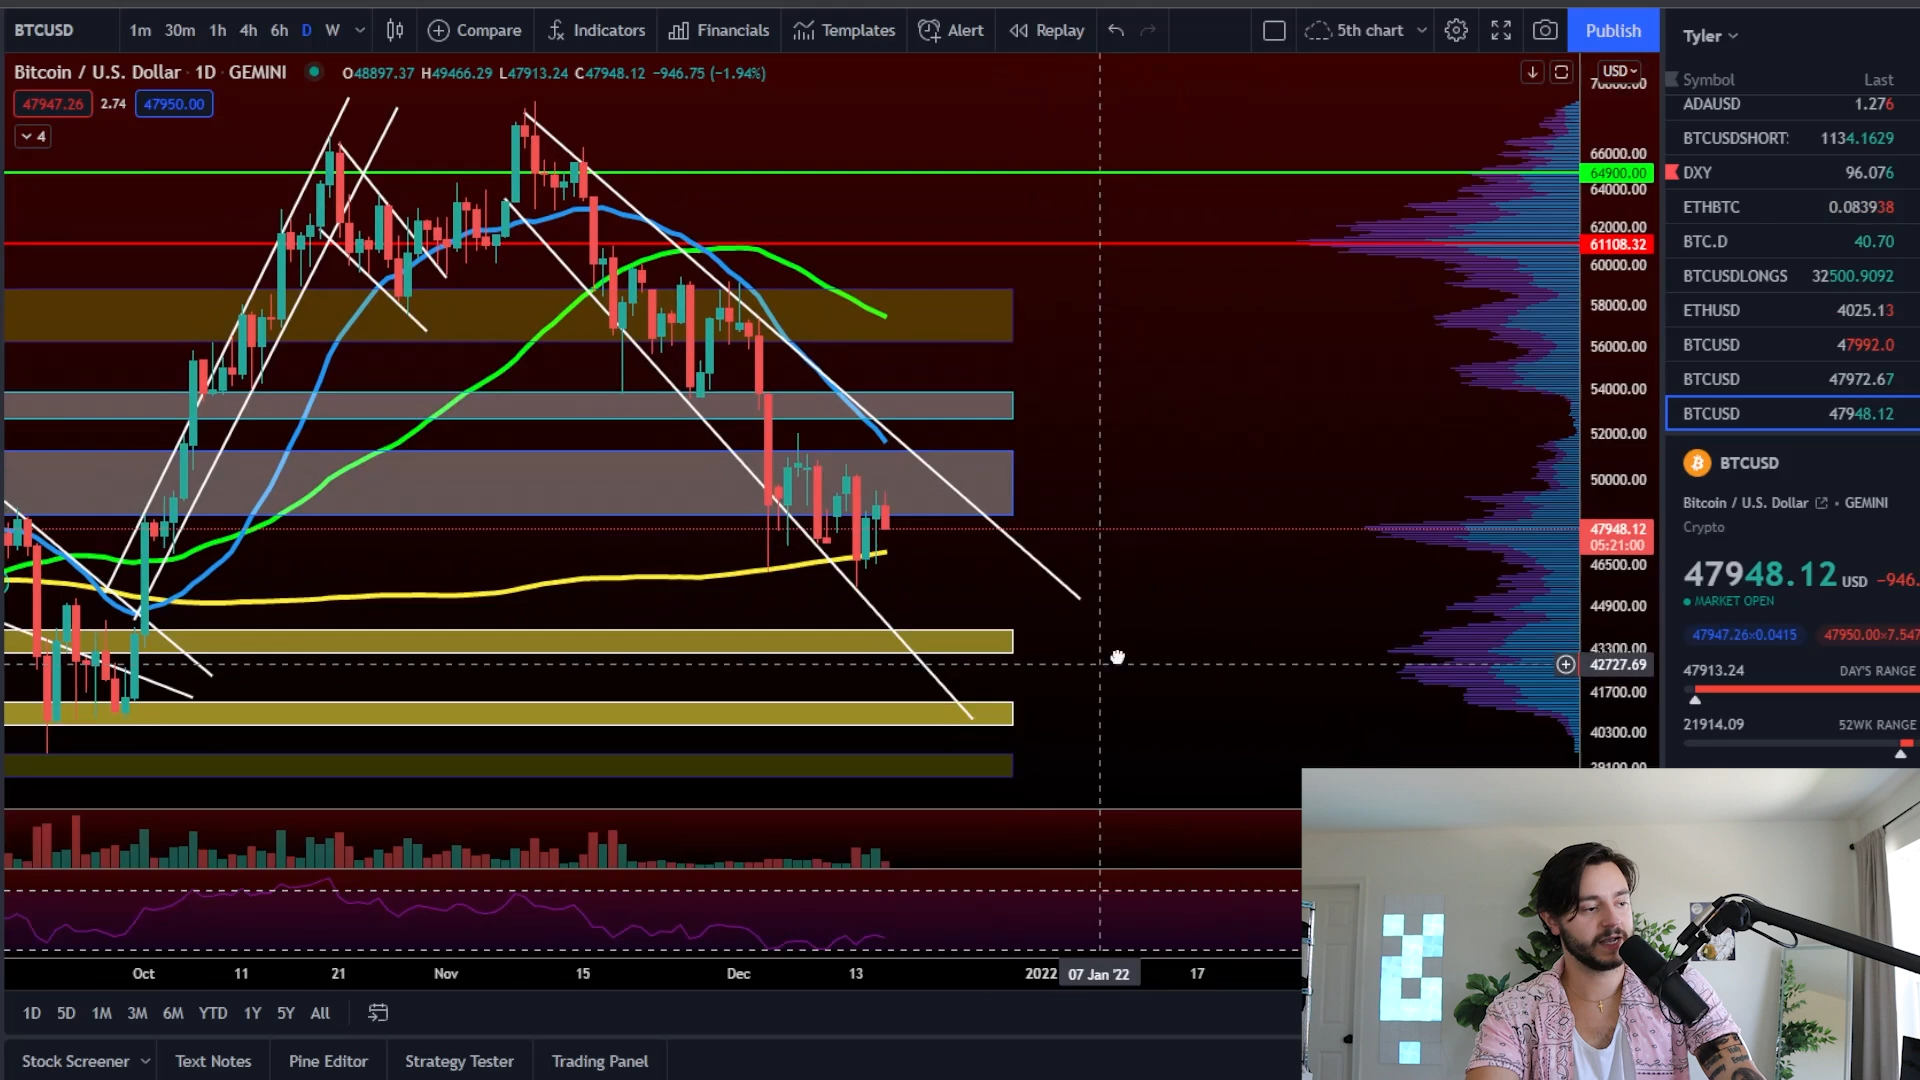 BTCUSD 1m 30m 1h 4h 6h D W Compare Indicators Financials Templates Alert Replay 5th chart Publish
Bitcoin / U.S. Dollar · 1D · GEMINI O48897.37 H49466.29 L47913.24 C47948.12 −946.75 (−1.94%)
47947.26 2.74 47950.00
4
USD
66000.00
64900.00
64000.00
62000.00
61108.32
60000.00
58000.00
56000.00
54000.00
52000.00
50000.00
47948.12
05:21:00
46500.00
44900.00
43300.00
42727.69
41700.00
40300.00
Oct 11 21 Nov 15 Dec 13 2022 07 Jan '22 17
1D 5D 1M 3M 6M YTD 1Y 5Y All
Stock Screener Text Notes Pine Editor Strategy Tester Trading Panel
Tyler
Symbol Last
ADAUSD 1.276
BTCUSDSHORT: 1134.1629
DXY 96.076
ETHBTC 0.083938
BTC.D 40.70
BTCUSDLONGS 32500.9092
ETHUSD 4025.13
BTCUSD 47992.0
BTCUSD 47972.67
BTCUSD 47948.12
BTCUSD
Bitcoin / U.S. Dollar · GEMINI
Crypto
47948.12 USD −946.
MARKET OPEN
47947.26×0.0415 47950.00×7.547
47913.24 DAY'S RANGE
21914.09 52WK RANGE